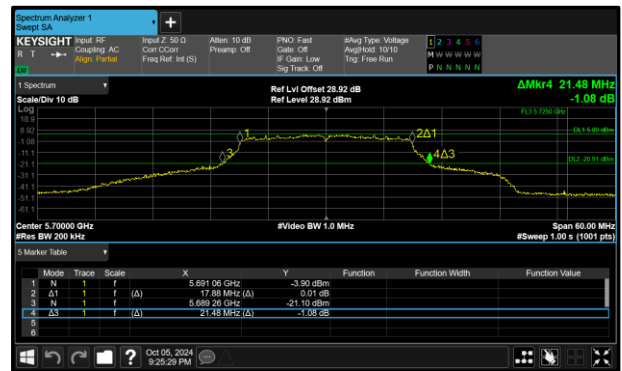 Spectrum Analyzer 1
Swept SA
+
KEYSIGHT Input: RF Input Z: 50 Ω Atten: 10 dB PNO: Fast #Avg Type: Voltage 1 2 3 4 5 6
R T Coupling: AC Corr CCorr Preamp: Off Gate: Off Avg|Hold: 10/10 M W W W W W
Align: Partial Freq Ref: Int (S) IF Gain: Low Trig: Free Run
Sig Track: Off P N N N N N
1 Spectrum Ref Lvl Offset 28.92 dB ΔMkr4 21.48 MHz
Scale/Div 10 dB Ref Level 28.92 dBm -1.08 dB
Log
18.9 FL3 5.7250 GHz
8.92 1 2Δ1 DL1 5.09 dBm
-1.08
-11.1 3 4Δ3
-21.1 DL2 -20.91 dBm
-31.1
-41.1
-51.1
-61.1
Center 5.70000 GHz #Video BW 1.0 MHz Span 60.00 MHz
#Res BW 200 kHz #Sweep 1.00 s (1001 pts)
5 Marker Table
Mode Trace Scale X Y Function Function Width Function Value
1 N 1 f 5.691 06 GHz -3.90 dBm
2 Δ1 1 f (Δ) 17.88 MHz (Δ) 0.01 dB
3 N 1 f 5.689 26 GHz -21.10 dBm
4 Δ3 1 f (Δ) 21.48 MHz (Δ) -1.08 dB
5
6
? Oct 05, 2024
9:25:29 PM